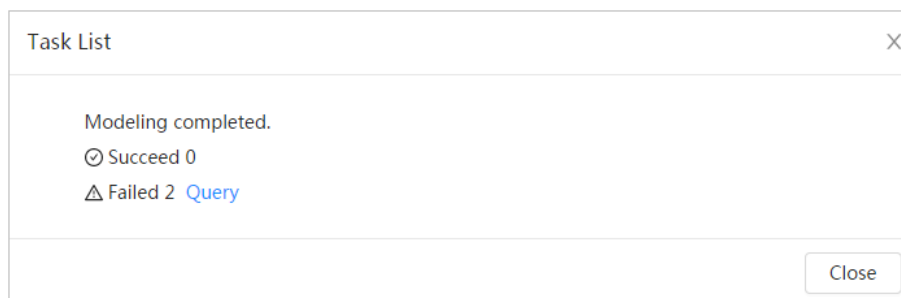 Task List
Modeling completed.
Succeed 0
Failed 2 Query
Close